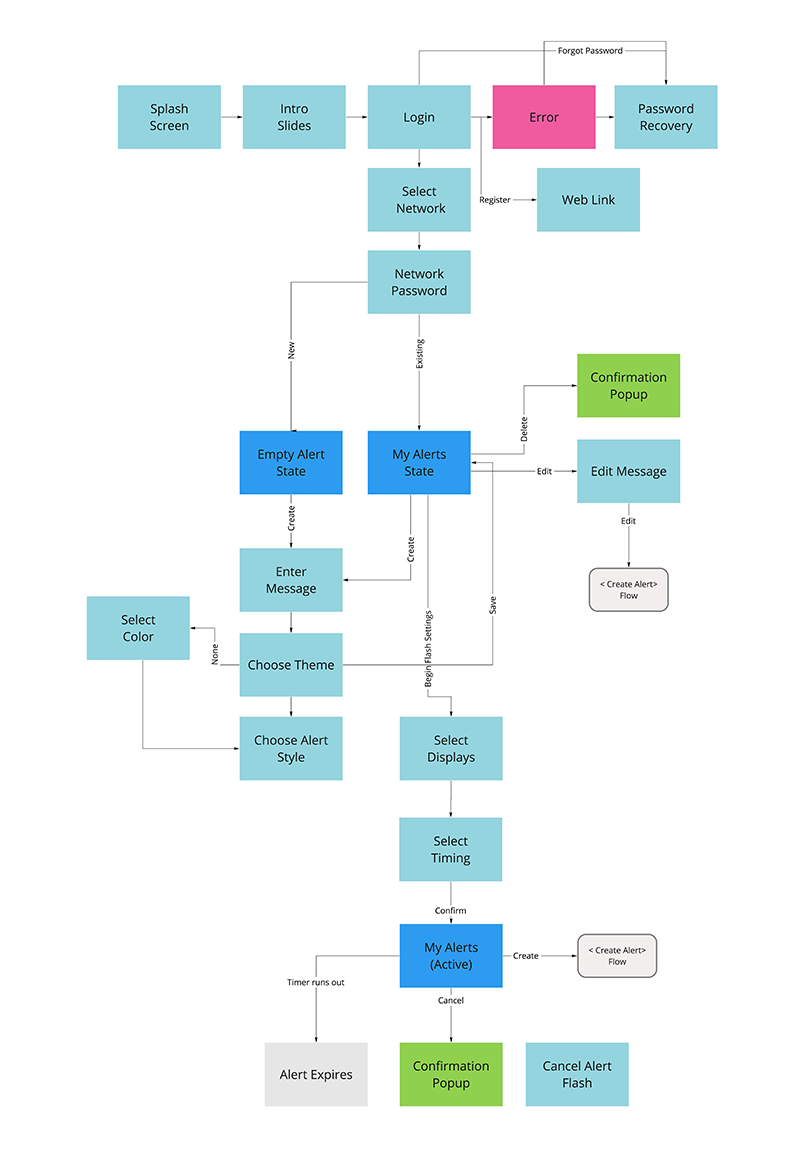 Forgot Password
Splash
Screen
Intro
Slides
Login
Error
Password
Recovery
Select
Network
Register
Web Link
Network
Password
New
Existing
Confirmation
Popup
Delete
Empty Alert
State
My Alerts
State
Edit
Edit Message
Create
Create
Edit
Enter
Message
< Create Alert>
Flow
Select
Color
None
Choose Theme
Save
Begin Flash Settings
Choose Alert
Style
Select
Displays
Select
Timing
Confirm
My Alerts
(Active)
Create
< Create Alert>
Flow
Timer runs out
Cancel
Alert Expires
Confirmation
Popup
Cancel Alert
Flash